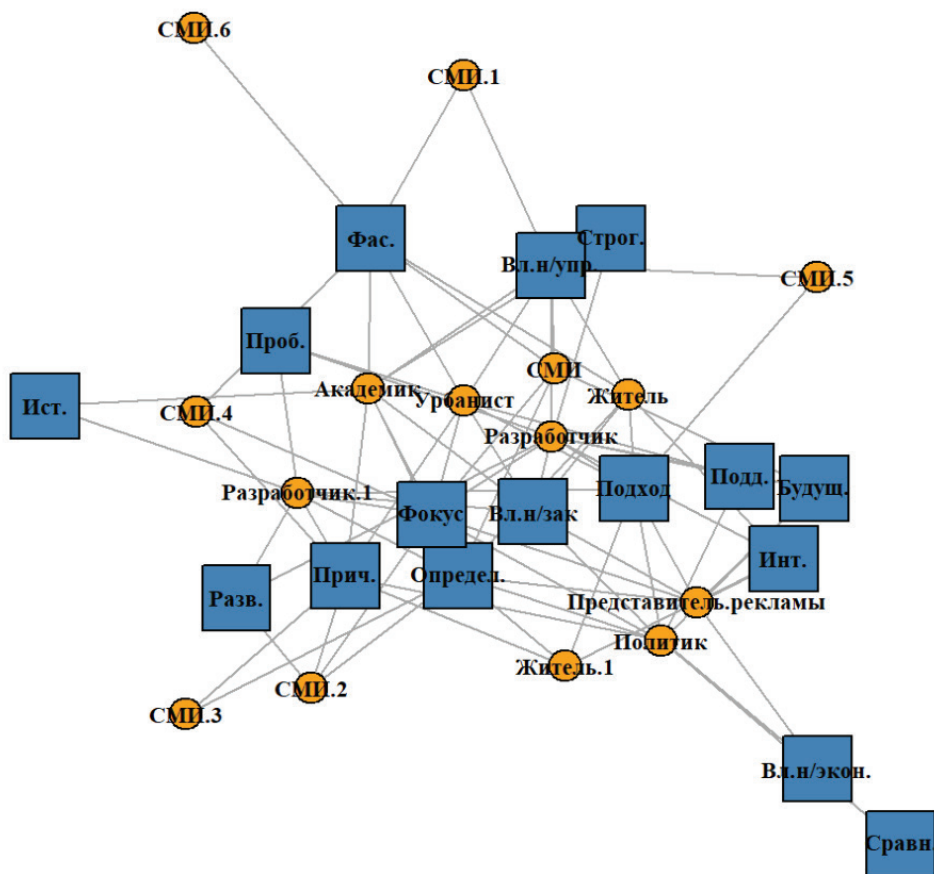 СМИ.6
СМИ.1
Фас.
Строг.
Вл.н/упр.
СМИ.5
Проб.
СМИ
Академик
Урбанист
Житель
Ист.
СМИ.4
Разработчик
Разработчик.1
Фокус
Вл.н/зак
Подход
Подд.
Будущ.
Разв.
Прич.
Определ.
Инт.
Представитель.рекламы
Политик
Житель.1
СМИ.2
СМИ.3
Вл.н/экон.
Сравн.